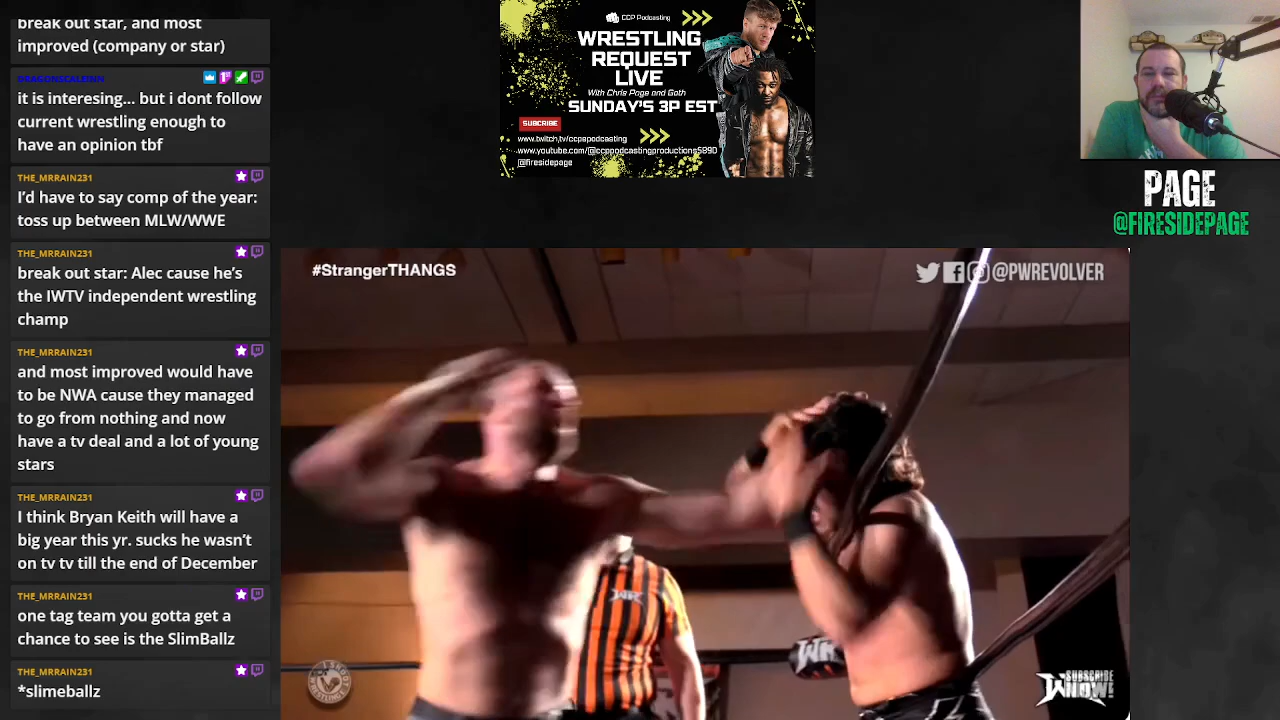 break out star, and most
improved (company or star)
DRAGONSCALE
it is interesing... but i dont follow
current wrestling enough to
have an opinion tbf
THE_MRRAIN231
I'd have to say comp of the year:
toss up between MLW/WWE
THE_MRRAIN231
break out star: Alec cause he's
the IWTV independent wrestling
champ
THE_MRRAIN231
and most improved would have
to be NWA cause they managed
to go from nothing and now
have a tv deal and a lot of young
stars
THE_MRRAIN231
I think Bryan Keith will have a
big year this yr. sucks he wasn't
on tv tv till the end of December
THE_MRRAIN231
one tag team you gotta get a
chance to see is the SlimBallz
THE_MRRAIN231
*slimeballz
CCP Podcasting
WRESTLING
REQUEST
LIVE
With Chris Page and Goth
SUNDAY'S 3P EST
SUBSCRIBE
www.twitch.tv/ccpspodcasting
www.youtube.com/@ccppodcastingproductions5890
@firesidepage
PAGE
@FIRESIDEPAGE
#StrangerTHANGS
@PWREVOLVER
SUBSCRIBE
NOW!